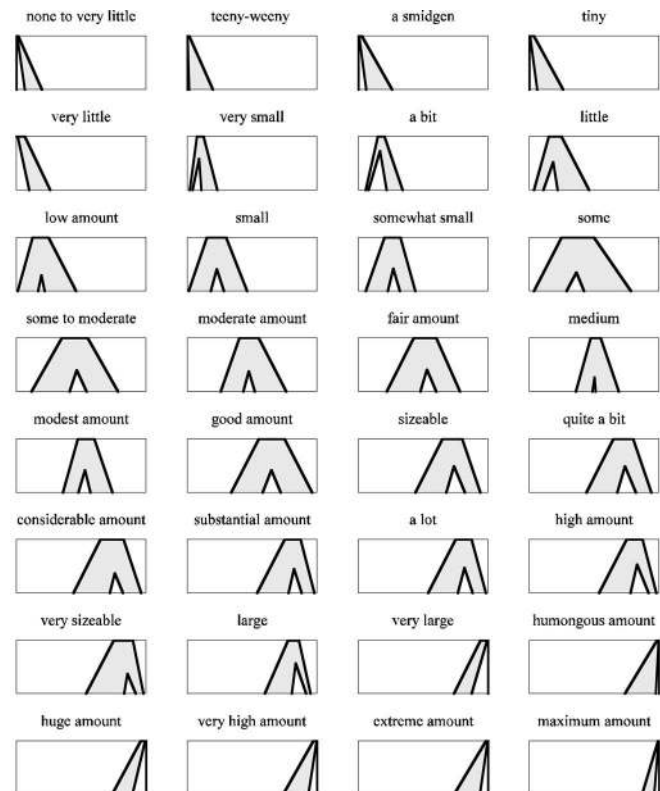 none to very little teeny-weeny a smidgen tiny
very little very small a bit little
low amount small somewhat small some
some to moderate moderate amount fair amount medium
modest amount good amount sizeable quite a bit
considerable amount substantial amount a lot high amount
very sizeable large very large humongous amount
huge amount very high amount extreme amount maximum amount